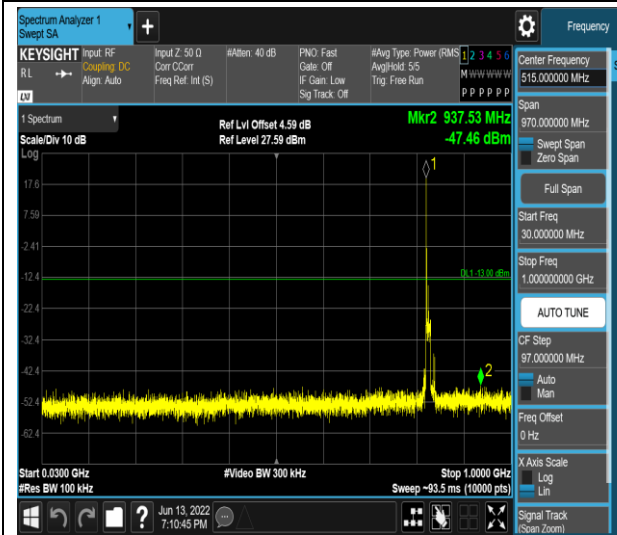 Spectrum Analyzer 1
Swept SA
+
Frequency
KEYSIGHT
RL
LXI
Input: RF
Coupling: DC
Align: Auto
Input Z: 50 Ω
Corr CCorr
Freq Ref: Int (S)
#Atten: 40 dB
PNO: Fast
Gate: Off
IF Gain: Low
Sig Track: Off
#Avg Type: Power (RMS
Avg|Hold: 5/5
Trig: Free Run
1 2 3 4 5 6
M W W W W W
P P P P P P
Center Frequency
515.000000 MHz
Span
970.000000 MHz
Swept Span
Zero Span
Full Span
Start Freq
30.000000 MHz
Stop Freq
1.000000000 GHz
AUTO TUNE
CF Step
97.000000 MHz
Auto
Man
Freq Offset
0 Hz
X Axis Scale
Log
Lin
Signal Track
(Span Zoom)
1 Spectrum
Scale/Div 10 dB
Log
Ref Lvl Offset 4.59 dB
Ref Level 27.59 dBm
Mkr2 937.53 MHz
-47.46 dBm
1
17.6
7.59
-2.41
-12.4
DL1 -13.00 dBm
-22.4
-32.4
-42.4
2
-52.4
-62.4
Start 0.0300 GHz
#Res BW 100 kHz
#Video BW 300 kHz
Stop 1.0000 GHz
Sweep ~93.5 ms (10000 pts)
?
Jun 13, 2022
7:10:45 PM